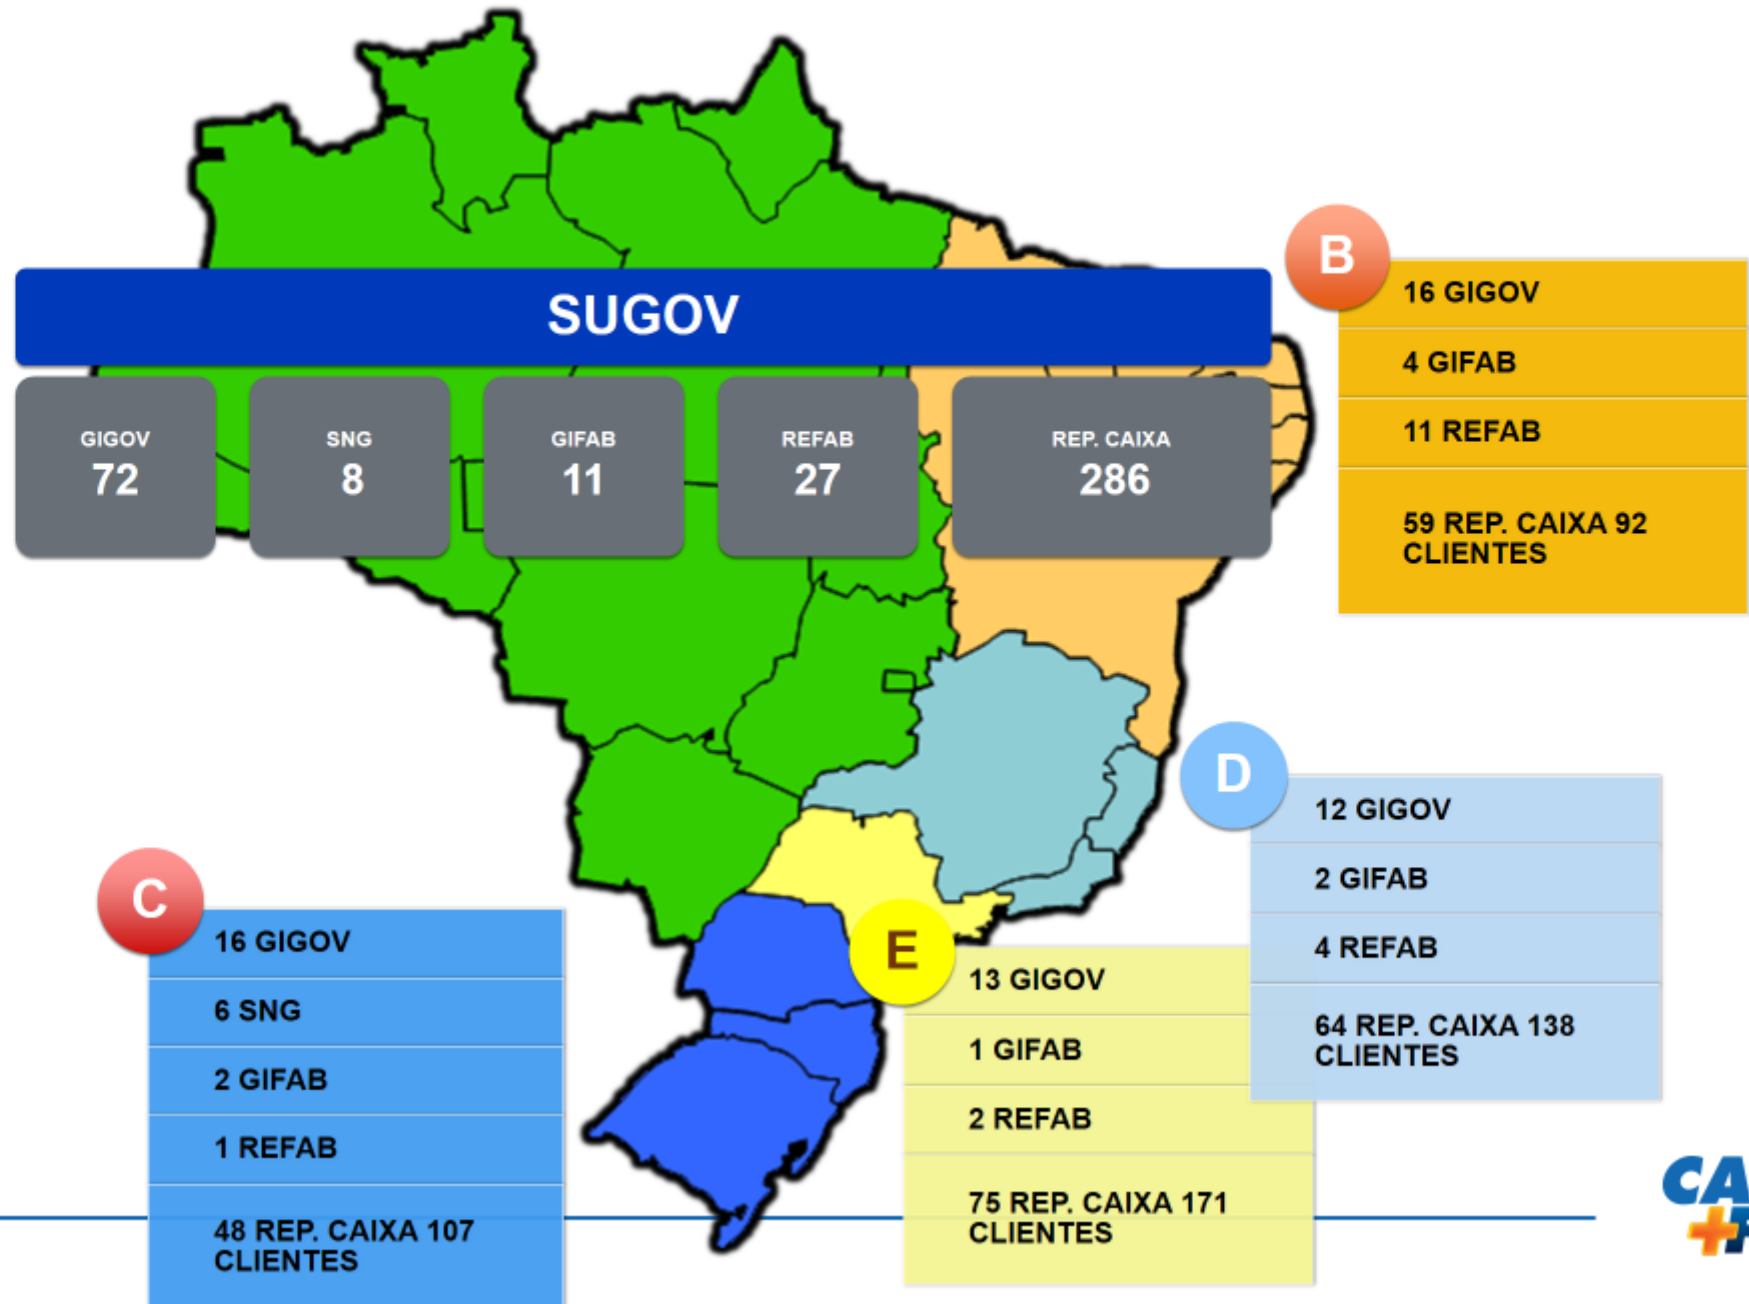 SUGOV
GIGOV
72
SNG
8
GIFAB
11
REFAB
27
REP. CAIXA
286
B
16 GIGOV
4 GIFAB
11 REFAB
59 REP. CAIXA 92
CLIENTES
D
12 GIGOV
2 GIFAB
4 REFAB
64 REP. CAIXA 138
CLIENTES
C
16 GIGOV
6 SNG
2 GIFAB
1 REFAB
48 REP. CAIXA 107
CLIENTES
E
13 GIGOV
1 GIFAB
2 REFAB
75 REP. CAIXA 171
CLIENTES
CA